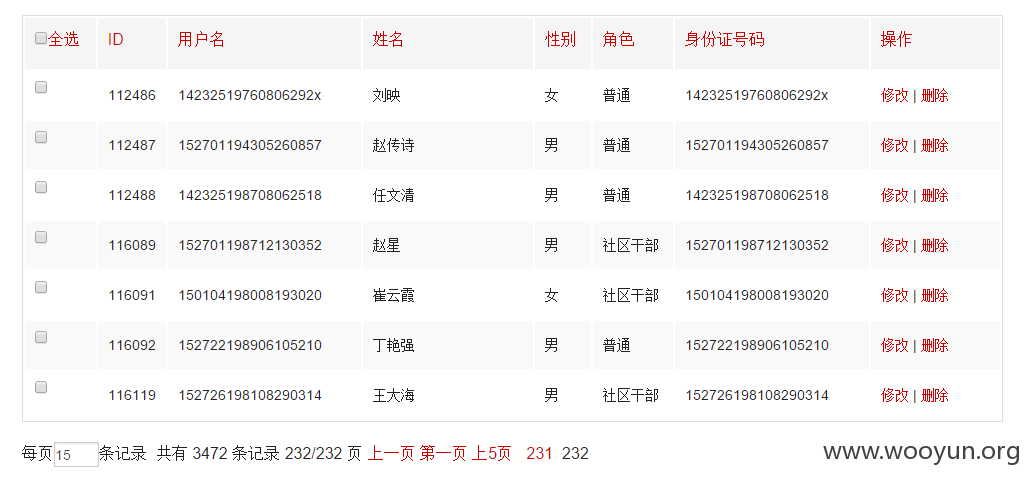 全选 ID 用户名 姓名 性别 角色 身份证号码 操作
112486 14232519760806292x 刘映 女 普通 14232519760806292x 修改 | 删除
112487 152701194305260857 赵传诗 男 普通 152701194305260857 修改 | 删除
112488 142325198708062518 任文清 男 普通 142325198708062518 修改 | 删除
116089 152701198712130352 赵星 男 社区干部 152701198712130352 修改 | 删除
116091 150104198008193020 崔云霞 女 社区干部 150104198008193020 修改 | 删除
116092 152722198906105210 丁艳强 男 普通 152722198906105210 修改 | 删除
116119 152726198108290314 王大海 男 社区干部 152726198108290314 修改 | 删除
每页 15 条记录 共有 3472 条记录 232/232 页 上一页 第一页 上5页 231 232
www.wooyun.org